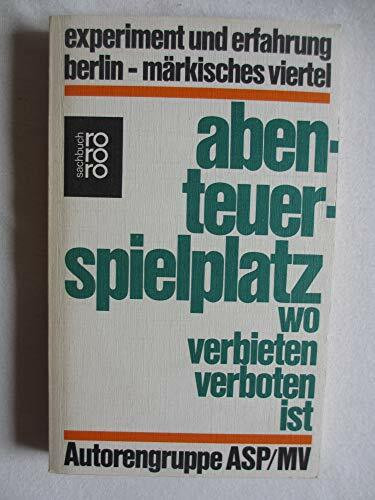 experiment und erfahrung
berlin - märkisches viertel
sachbuch
ro
ro
ro
aben-
teuer-
spielplatz
wo
verbieten
verboten
ist
Autorengruppe ASP/MV